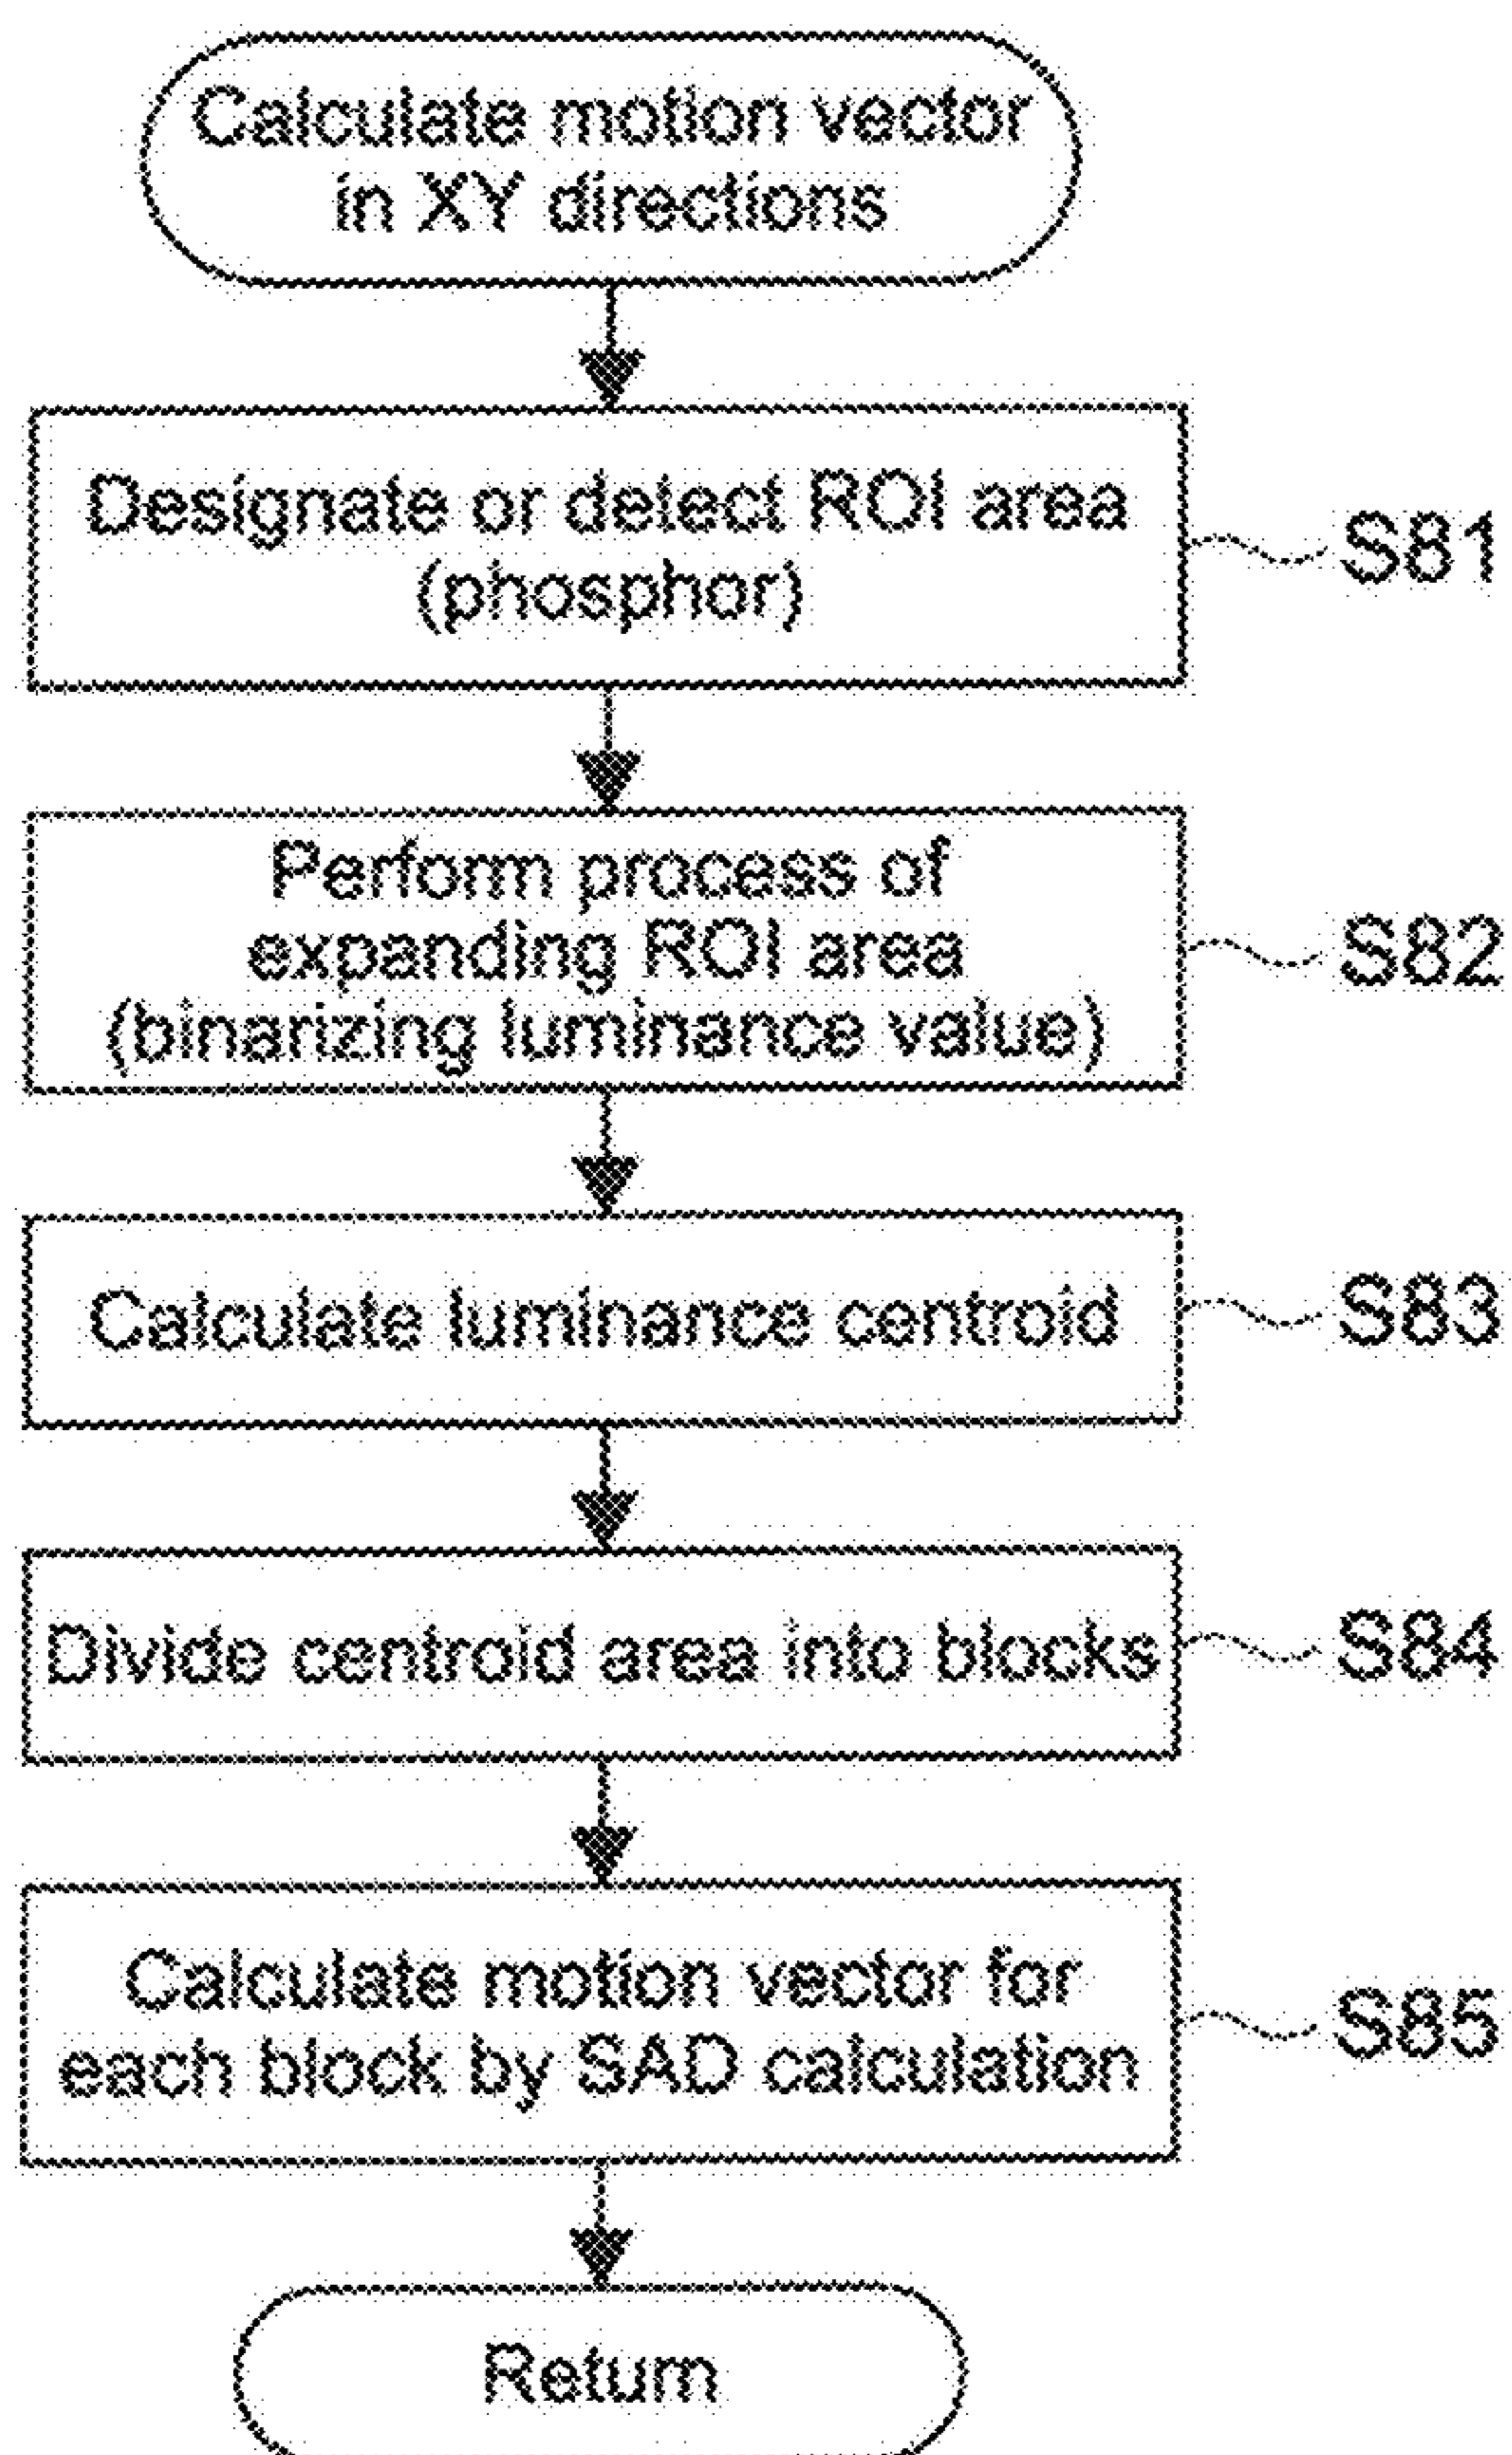 Calculate motion vector
in XY directions
Designate or detect ROI area
(phosphor)
S81
Perform process of
expanding ROI area
(binarizing luminance value)
S82
Calculate luminance centroid
S83
Divide centroid area into blocks
S84
Calculate motion vector for
each block by SAD calculation
S85
Return